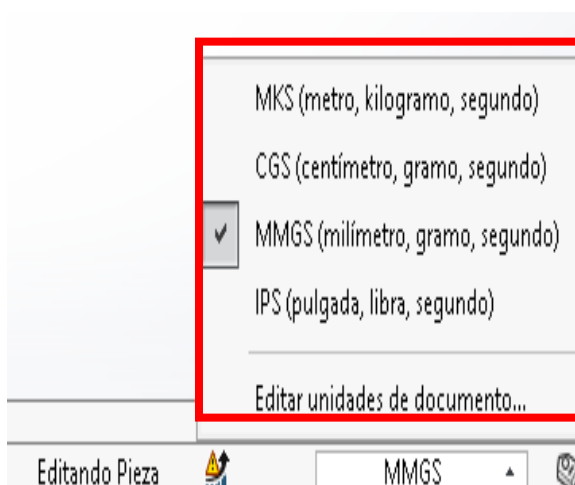 MKS (metro, kilogramo, segundo)
CGS (centímetro, gramo, segundo)
MMGS (milímetro, gramo, segundo)
IPS (pulgada, libra, segundo)
Editar unidades de documento...
Editando Pieza MMGS